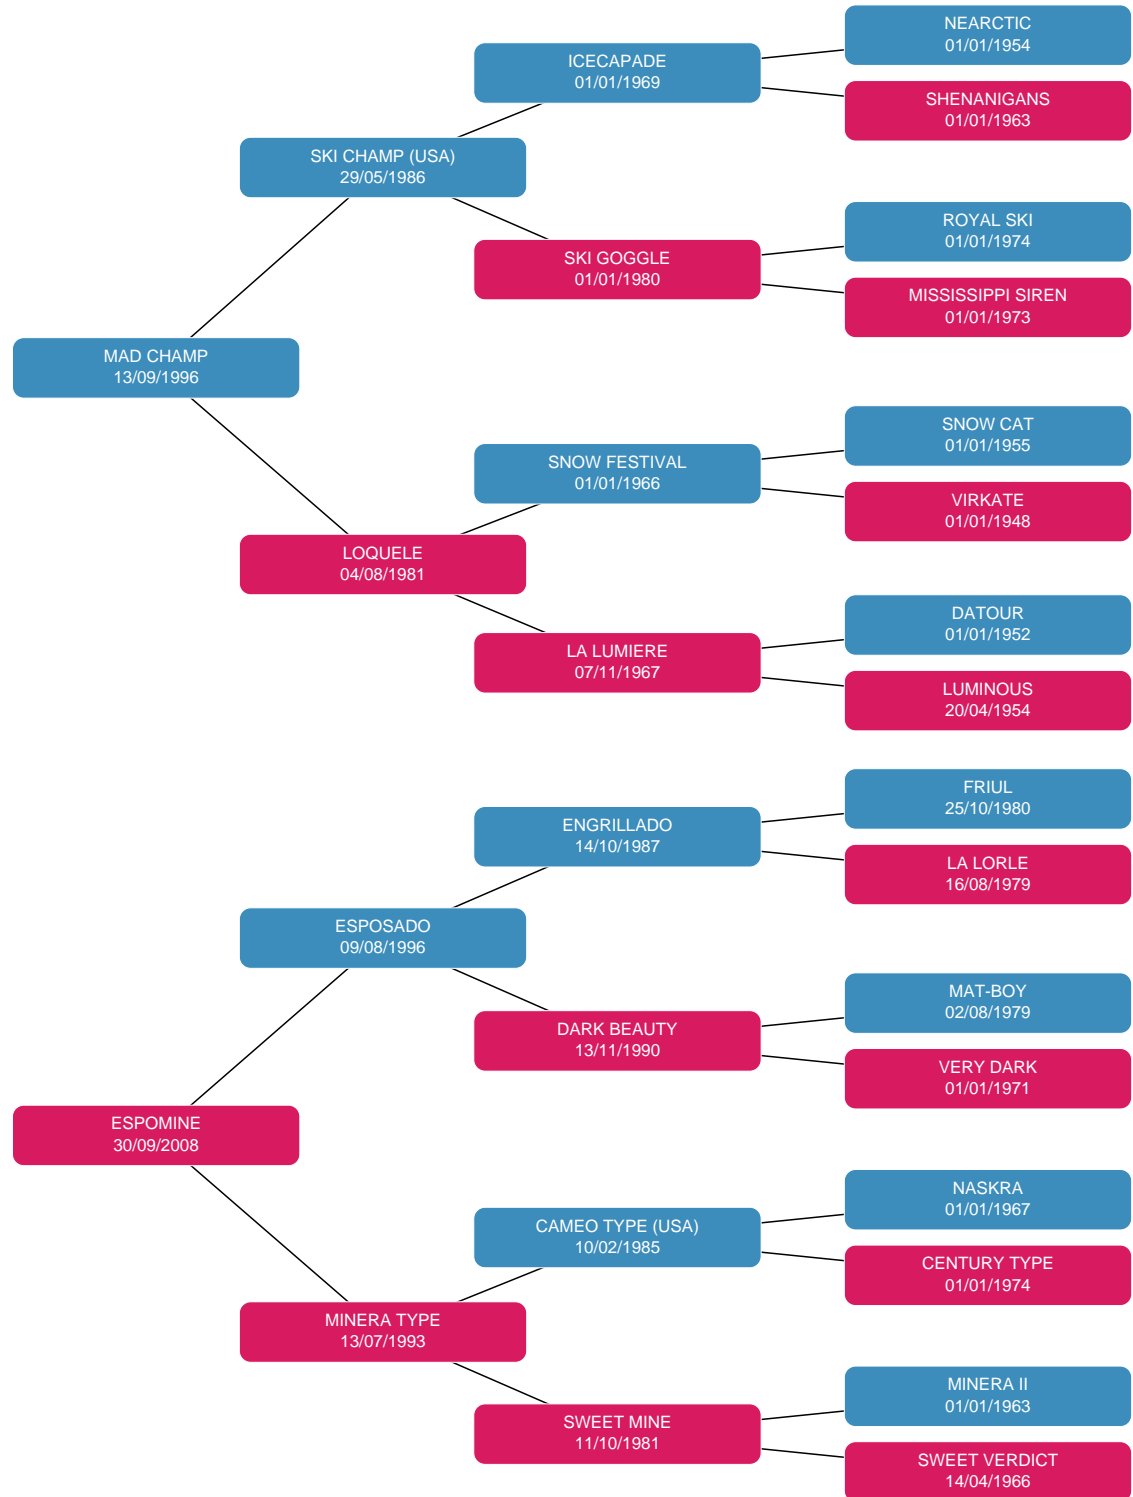 NEARCTIC
01/01/1954
ICECAPADE
01/01/1969
SHENANIGANS
01/01/1963
SKI CHAMP (USA)
29/05/1986
ROYAL SKI
01/01/1974
SKI GOGGLE
01/01/1980
MISSISSIPPI SIREN
01/01/1973
MAD CHAMP
13/09/1996
SNOW CAT
01/01/1955
SNOW FESTIVAL
01/01/1966
VIRKATE
01/01/1948
LOQUELE
04/08/1981
DATOUR
01/01/1952
LA LUMIERE
07/11/1967
LUMINOUS
20/04/1954
FRIUL
25/10/1980
ENGRILLADO
14/10/1987
LA LORLE
16/08/1979
ESPOSADO
09/08/1996
MAT-BOY
02/08/1979
DARK BEAUTY
13/11/1990
VERY DARK
01/01/1971
ESPOMINE
30/09/2008
NASKRA
01/01/1967
CAMEO TYPE (USA)
10/02/1985
CENTURY TYPE
01/01/1974
MINERA TYPE
13/07/1993
MINERA II
01/01/1963
SWEET MINE
11/10/1981
SWEET VERDICT
14/04/1966